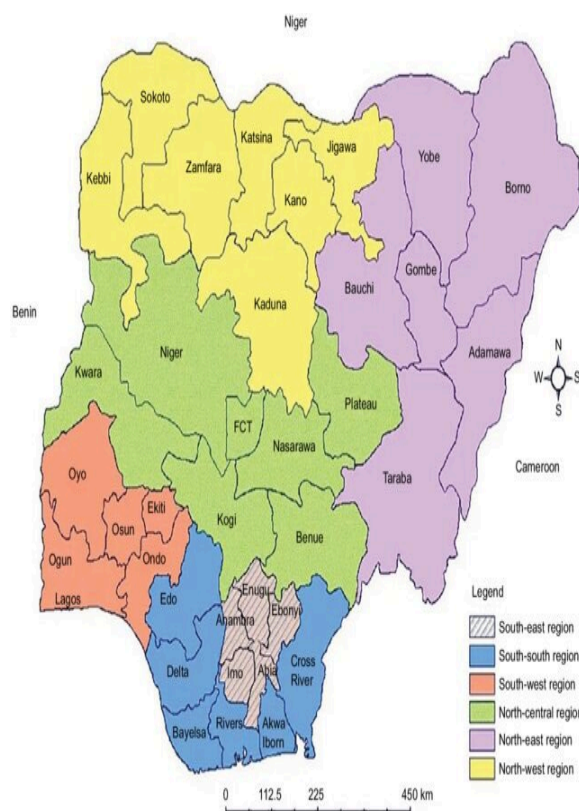 Niger
Sokoto
Katsina
Jigawa
Yobe
Borno
Kebbi
Zamfara
Kano
Gombe
Bauchi
Kaduna
Benin
Niger
Adamawa
Kwara
Plateau
N
W
S
S
FCT
Nasarawa
Taraba
Cameroon
Oyo
Kogi
Benue
Ekiti
Osun
Ondo
Ogun
Lagos
Edo
Enugu
Ebonyi
Anambra
Delta
Imo
Abia
Cross
River
Bayelsa
Rivers
Akwa
Iborn
Legend
South-east region
South-south region
South-west region
North-central region
North-east region
North-west region
0 112.5 225 450 km